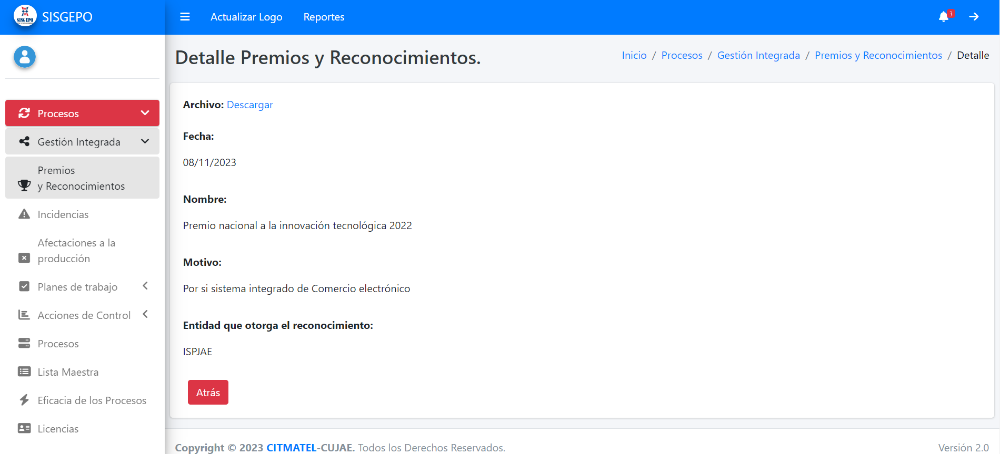 SISGEPO
SISGEPO
Actualizar Logo
Reportes
3
Detalle Premios y Reconocimientos.
Inicio / Procesos / Gestión Integrada / Premios y Reconocimientos / Detalle
Procesos
Gestión Integrada
Premios
y Reconocimientos
Incidencias
Afectaciones a la
producción
Planes de trabajo
Acciones de Control
Procesos
Lista Maestra
Eficacia de los Procesos
Licencias
Archivo: Descargar
Fecha:
08/11/2023
Nombre:
Premio nacional a la innovación tecnológica 2022
Motivo:
Por si sistema integrado de Comercio electrónico
Entidad que otorga el reconocimiento:
ISPJAE
Atrás
Copyright © 2023 CITMATEL-CUJAE. Todos los Derechos Reservados.
Versión 2.0